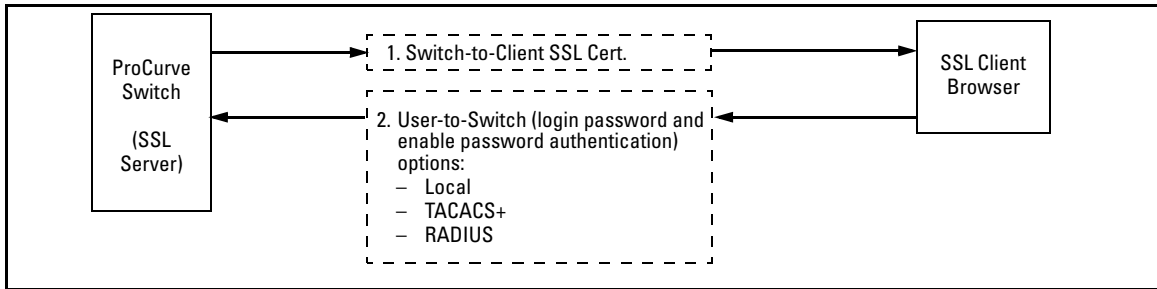 ProCurve
Switch
(SSL
Server)
1. Switch-to-Client SSL Cert.
2. User-to-Switch (login password and
enable password authentication)
options:
– Local
– TACACS+
– RADIUS
SSL Client
Browser